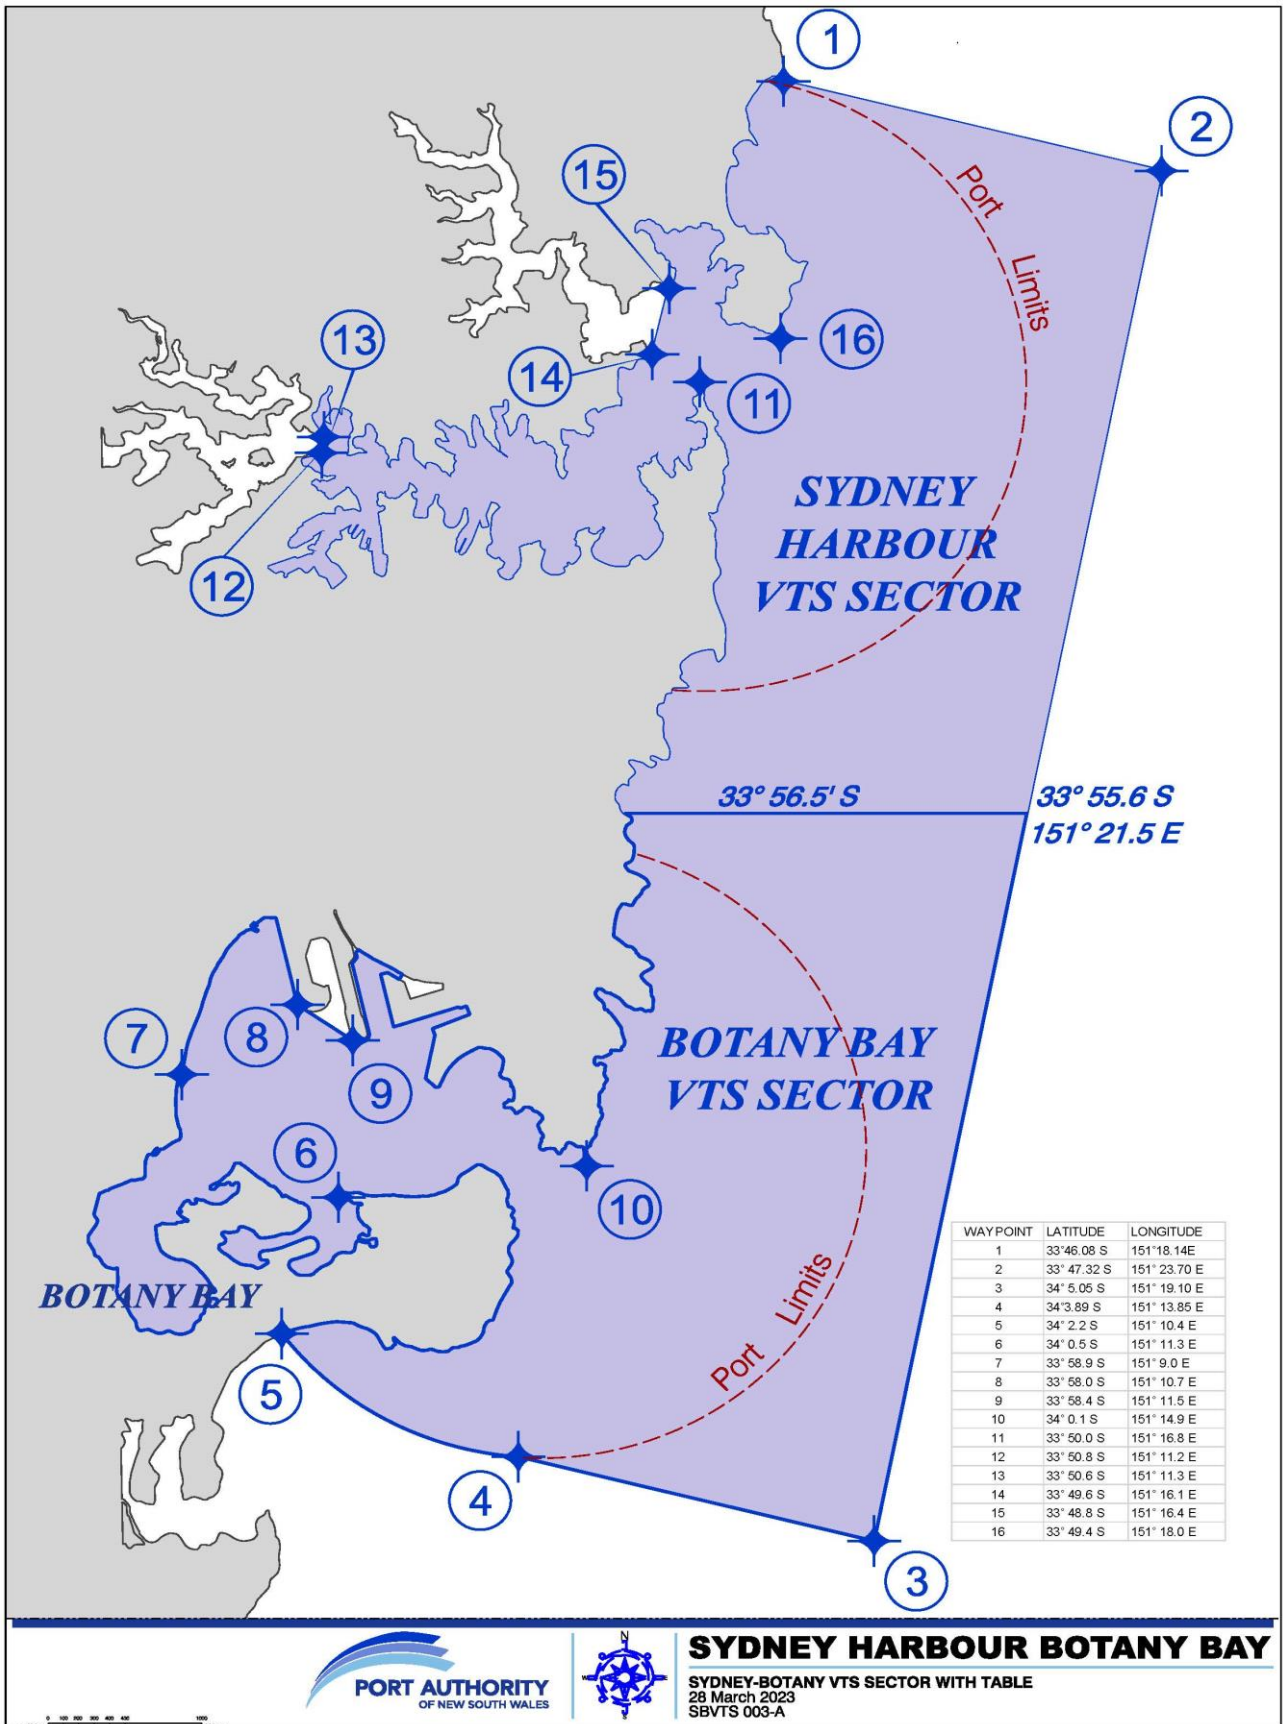 1
2
15
Port
Limits
13
16
14
11
SYDNEY
HARBOUR
VTS SECTOR
12
33° 56.5' S
33° 55.6 S
151° 21.5 E
BOTANY BAY
VTS SECTOR
7
8
9
6
10
BOTANY BAY
Port Limits
5
4
3
WAYPOINT LATITUDE LONGITUDE
1 33°46.08 S 151°18.14E
2 33° 47.32 S 151° 23.70 E
3 34° 5.05 S 151° 19.10 E
4 34°3.89 S 151° 13.85 E
5 34° 2.2 S 151° 10.4 E
6 34° 0.5 S 151° 11.3 E
7 33° 58.9 S 151° 9.0 E
8 33° 58.0 S 151° 10.7 E
9 33° 58.4 S 151° 11.5 E
10 34° 0.1 S 151° 14.9 E
11 33° 50.0 S 151° 16.8 E
12 33° 50.8 S 151° 11.2 E
13 33° 50.6 S 151° 11.3 E
14 33° 49.6 S 151° 16.1 E
15 33° 48.8 S 151° 16.4 E
16 33° 49.4 S 151° 18.0 E
PORT AUTHORITY
OF NEW SOUTH WALES
N
SYDNEY HARBOUR BOTANY BAY
SYDNEY-BOTANY VTS SECTOR WITH TABLE
28 March 2023
SBVTS 003-A